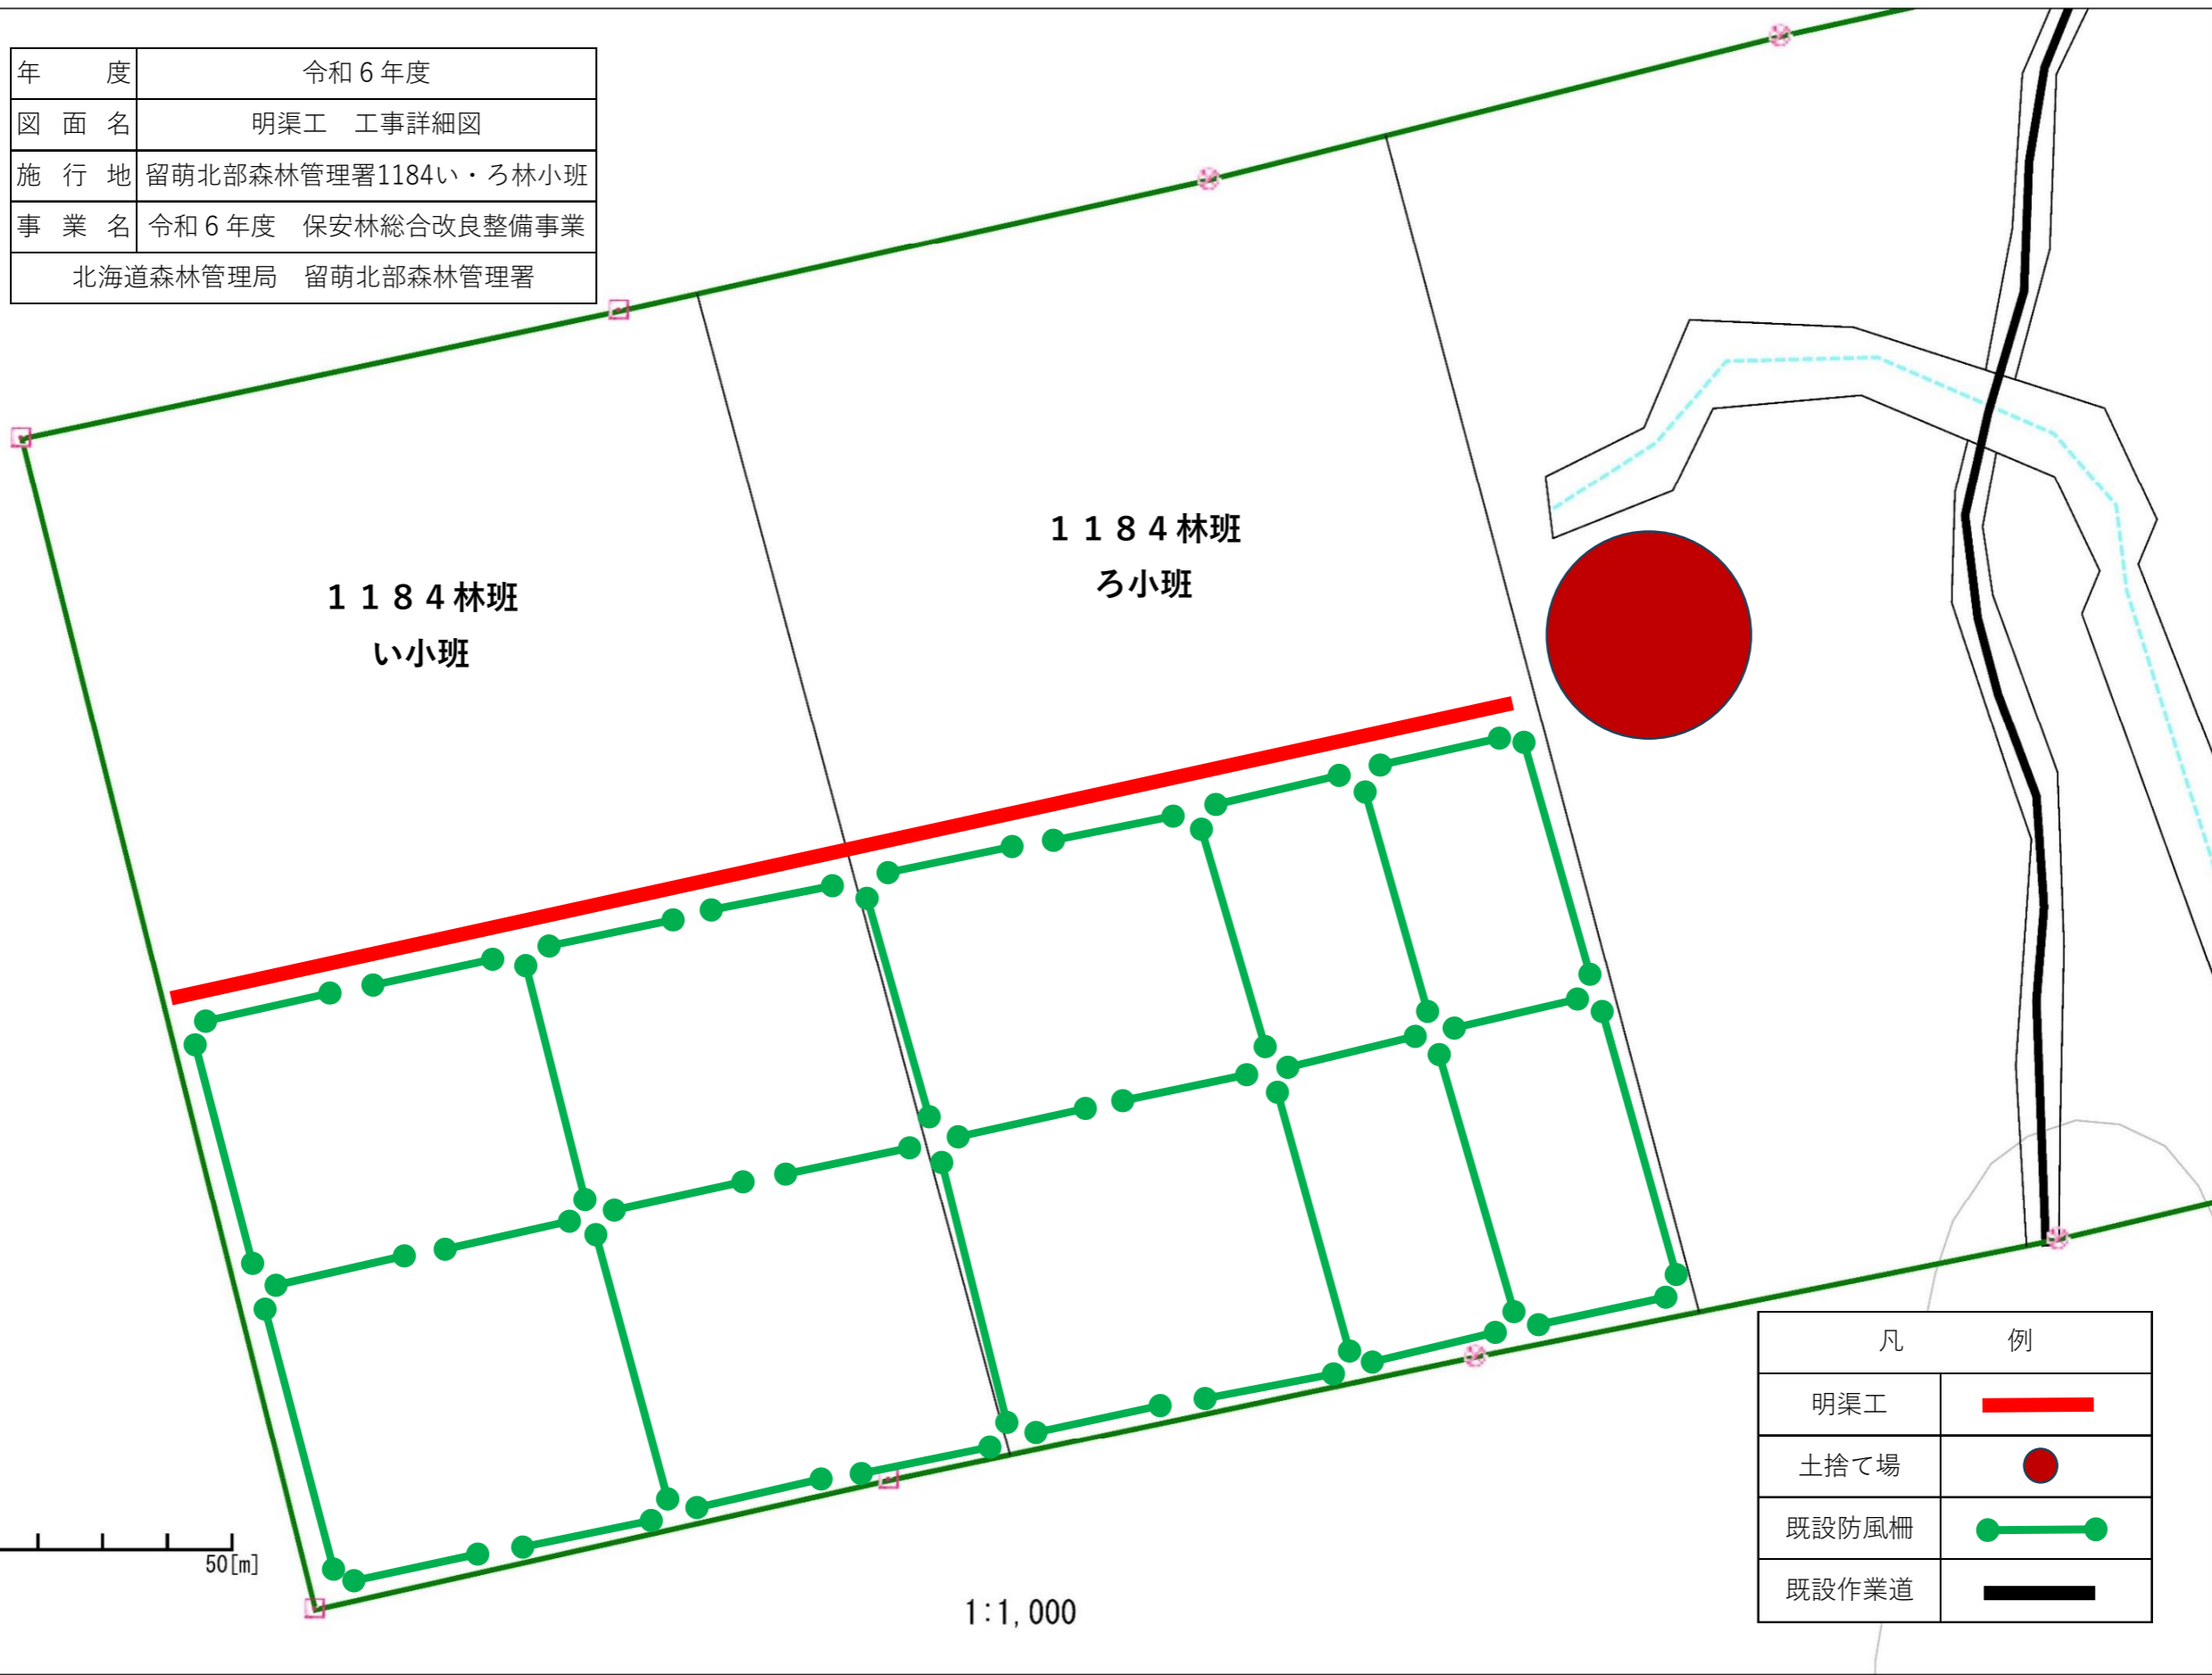 年　度 令和６年度
図面名 明渠工　工事詳細図
施行地 留萌北部森林管理署1184い・ろ林小班
事業名 令和６年度　保安林総合改良整備事業
北海道森林管理局　留萌北部森林管理署
１１８４林班
ろ小班
１１８４林班
い小班
凡　例
明渠工
土捨て場
既設防風柵
既設作業道
50[m]
1:1,000